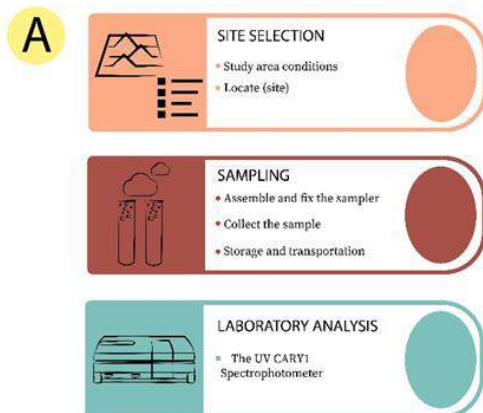 A
SITE SELECTION
Study area conditions
Locate (site)
SAMPLING
Assemble and fix the sampler
Collect the sample
Storage and transportation
LABORATORY ANALYSIS
The UV CARY1
Spectrophotometer